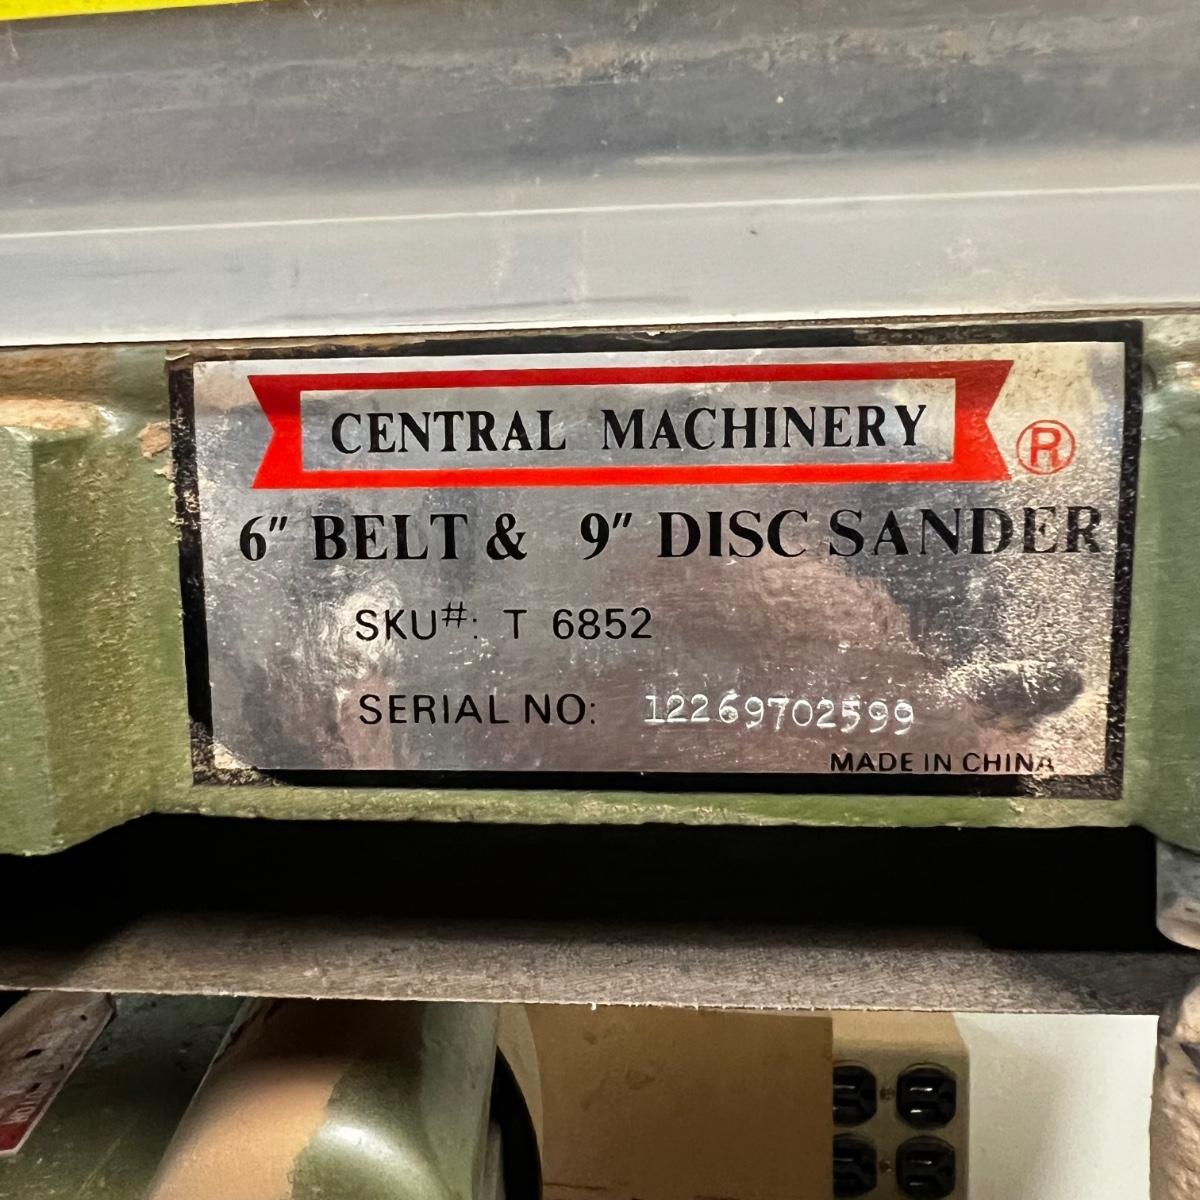 CENTRAL MACHINERY ®
6" BELT & 9" DISC SANDER
SKU#: T 6852
SERIAL NO: 12269702599
MADE IN CHINA